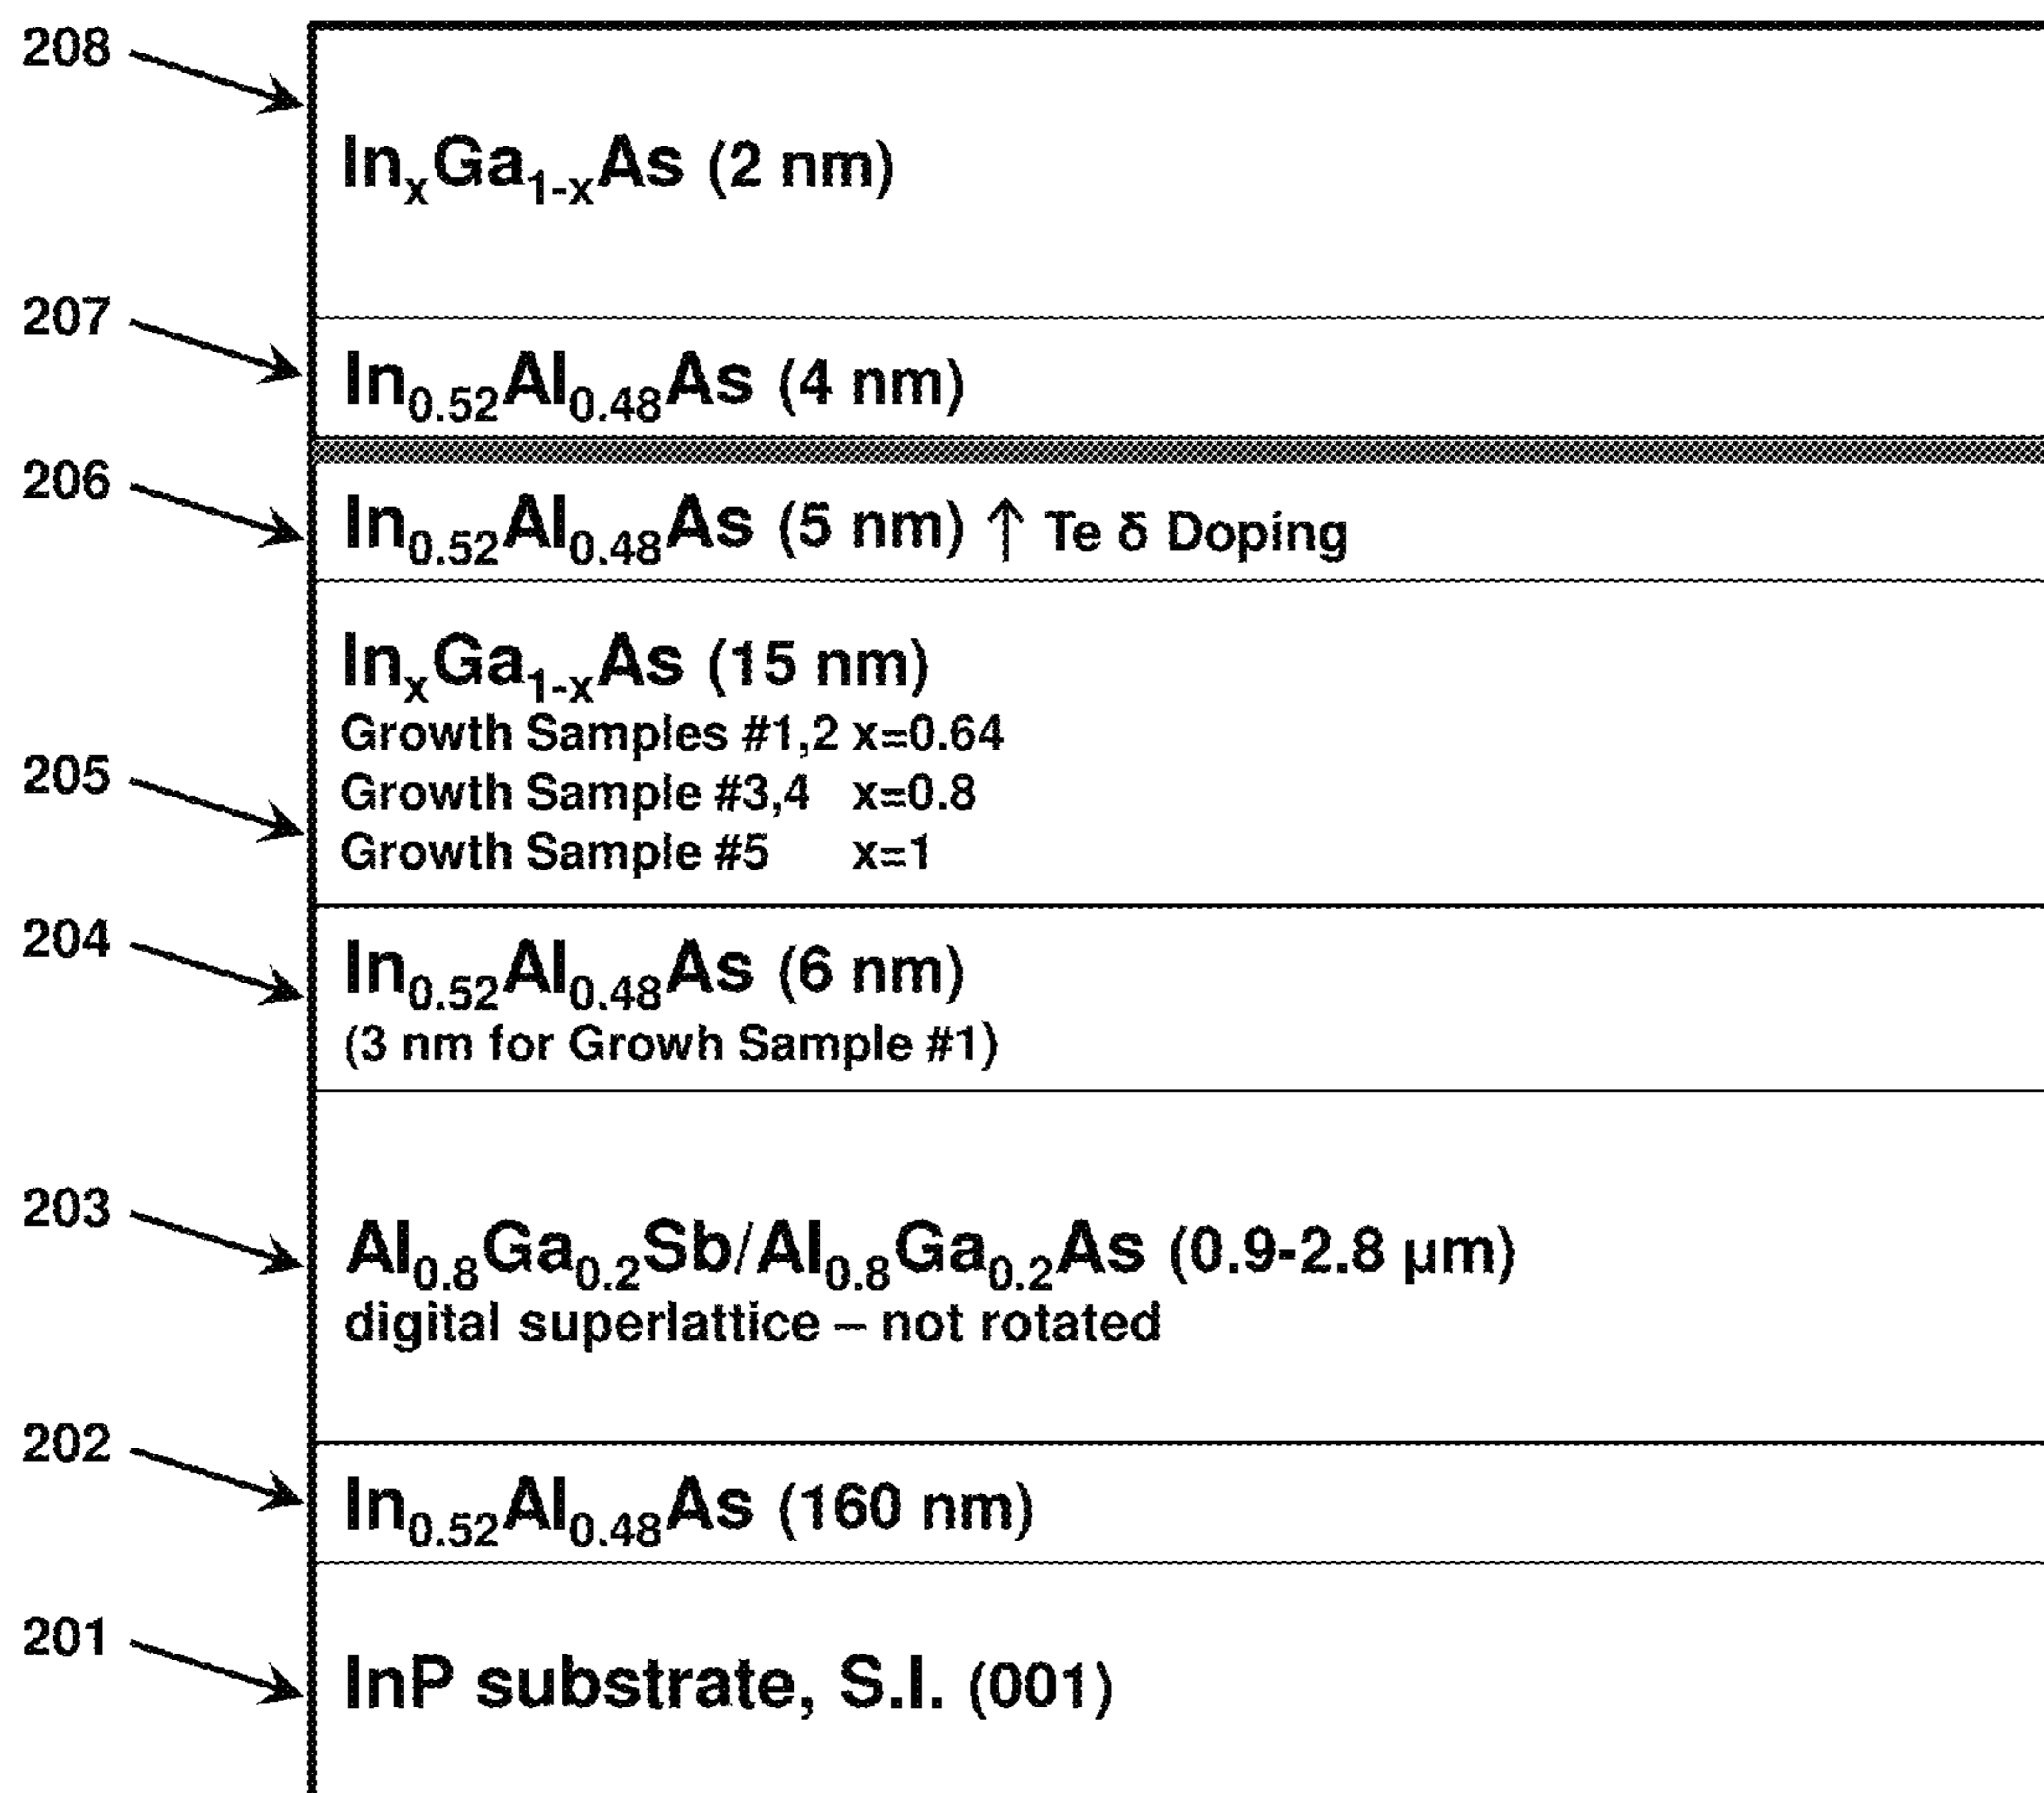 208
InₓGa₁₋ₓAs (2 nm)
207
In₀.₅₂Al₀.₄₈As (4 nm)
206
In₀.₅₂Al₀.₄₈As (5 nm) ↑ Te δ Doping
InₓGa₁₋ₓAs (15 nm)
Growth Samples #1,2 x=0.64
205
Growth Sample #3,4 x=0.8
Growth Sample #5 x=1
204
In₀.₅₂Al₀.₄₈As (6 nm)
(3 nm for Growh Sample #1)
203
Al₀.₈Ga₀.₂Sb/Al₀.₈Ga₀.₂As (0.9-2.8 μm)
digital superlattice – not rotated
202
In₀.₅₂Al₀.₄₈As (160 nm)
201
InP substrate, S.I. (001)